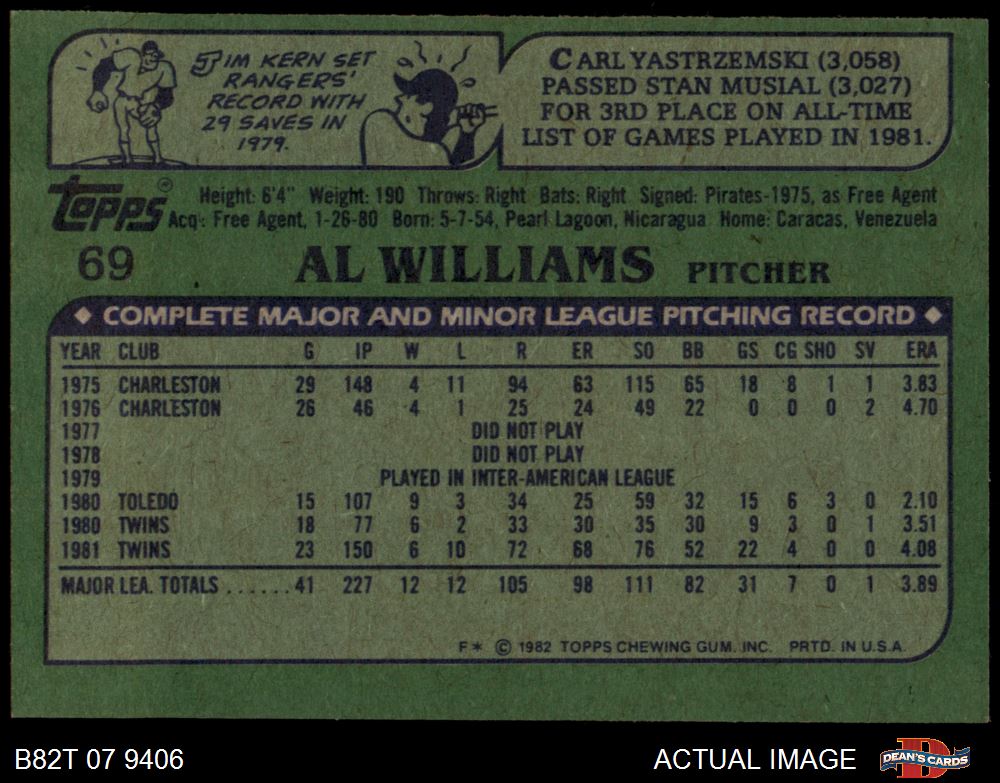 JIM KERN SET
RANGERS'
RECORD WITH
29 SAVES IN
1979.
CARL YASTRZEMSKI (3,058)
PASSED STAN MUSIAL (3,027)
FOR 3RD PLACE ON ALL-TIME
LIST OF GAMES PLAYED IN 1981.
Topps®
Height: 6'4" Weight: 190 Throws: Right Bats: Right Signed: Pirates-1975, as Free Agent
Acq: Free Agent, 1-26-80 Born: 5-7-54, Pearl Lagoon, Nicaragua Home: Caracas, Venezuela
69 AL WILLIAMS PITCHER
◆ COMPLETE MAJOR AND MINOR LEAGUE PITCHING RECORD ◆
YEAR CLUB G IP W L R ER SO BB GS CG SHO SV ERA
1975 CHARLESTON 29 148 4 11 94 63 115 65 18 8 1 1 3.83
1976 CHARLESTON 26 46 4 1 25 24 49 22 0 0 0 2 4.70
1977 DID NOT PLAY
1978 DID NOT PLAY
1979 PLAYED IN INTER-AMERICAN LEAGUE
1980 TOLEDO 15 107 9 3 34 25 59 32 15 6 3 0 2.10
1980 TWINS 18 77 6 2 33 30 35 30 9 3 0 1 3.51
1981 TWINS 23 150 6 10 72 68 76 52 22 4 0 0 4.08
MAJOR LEA. TOTALS ......41 227 12 12 105 98 111 82 31 7 0 1 3.89
F* © 1982 TOPPS CHEWING GUM. INC. PRTD. IN U.S.A.
B82T 07 9406
ACTUAL IMAGE
D
DEAN'S CARDS